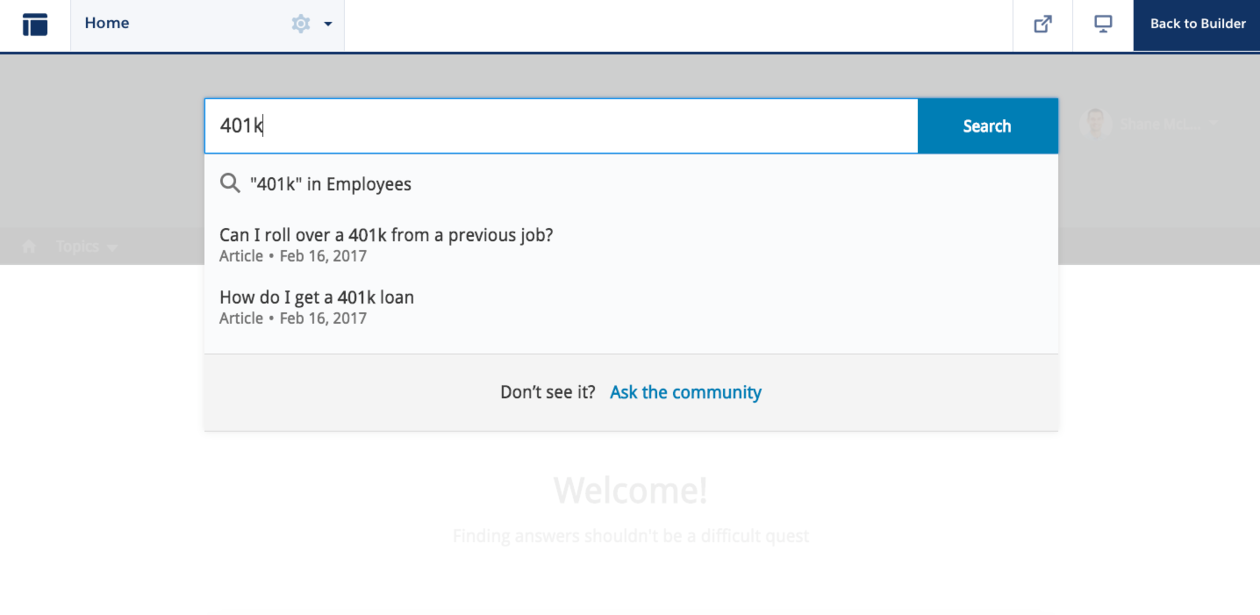 Home
Back to Builder
401k
Search
"401k" in Employees
Can I roll over a 401k from a previous job?
Article • Feb 16, 2017
How do I get a 401k loan
Article • Feb 16, 2017
Topics
Don’t see it? Ask the community
Welcome!
Finding answers shouldn't be a difficult quest